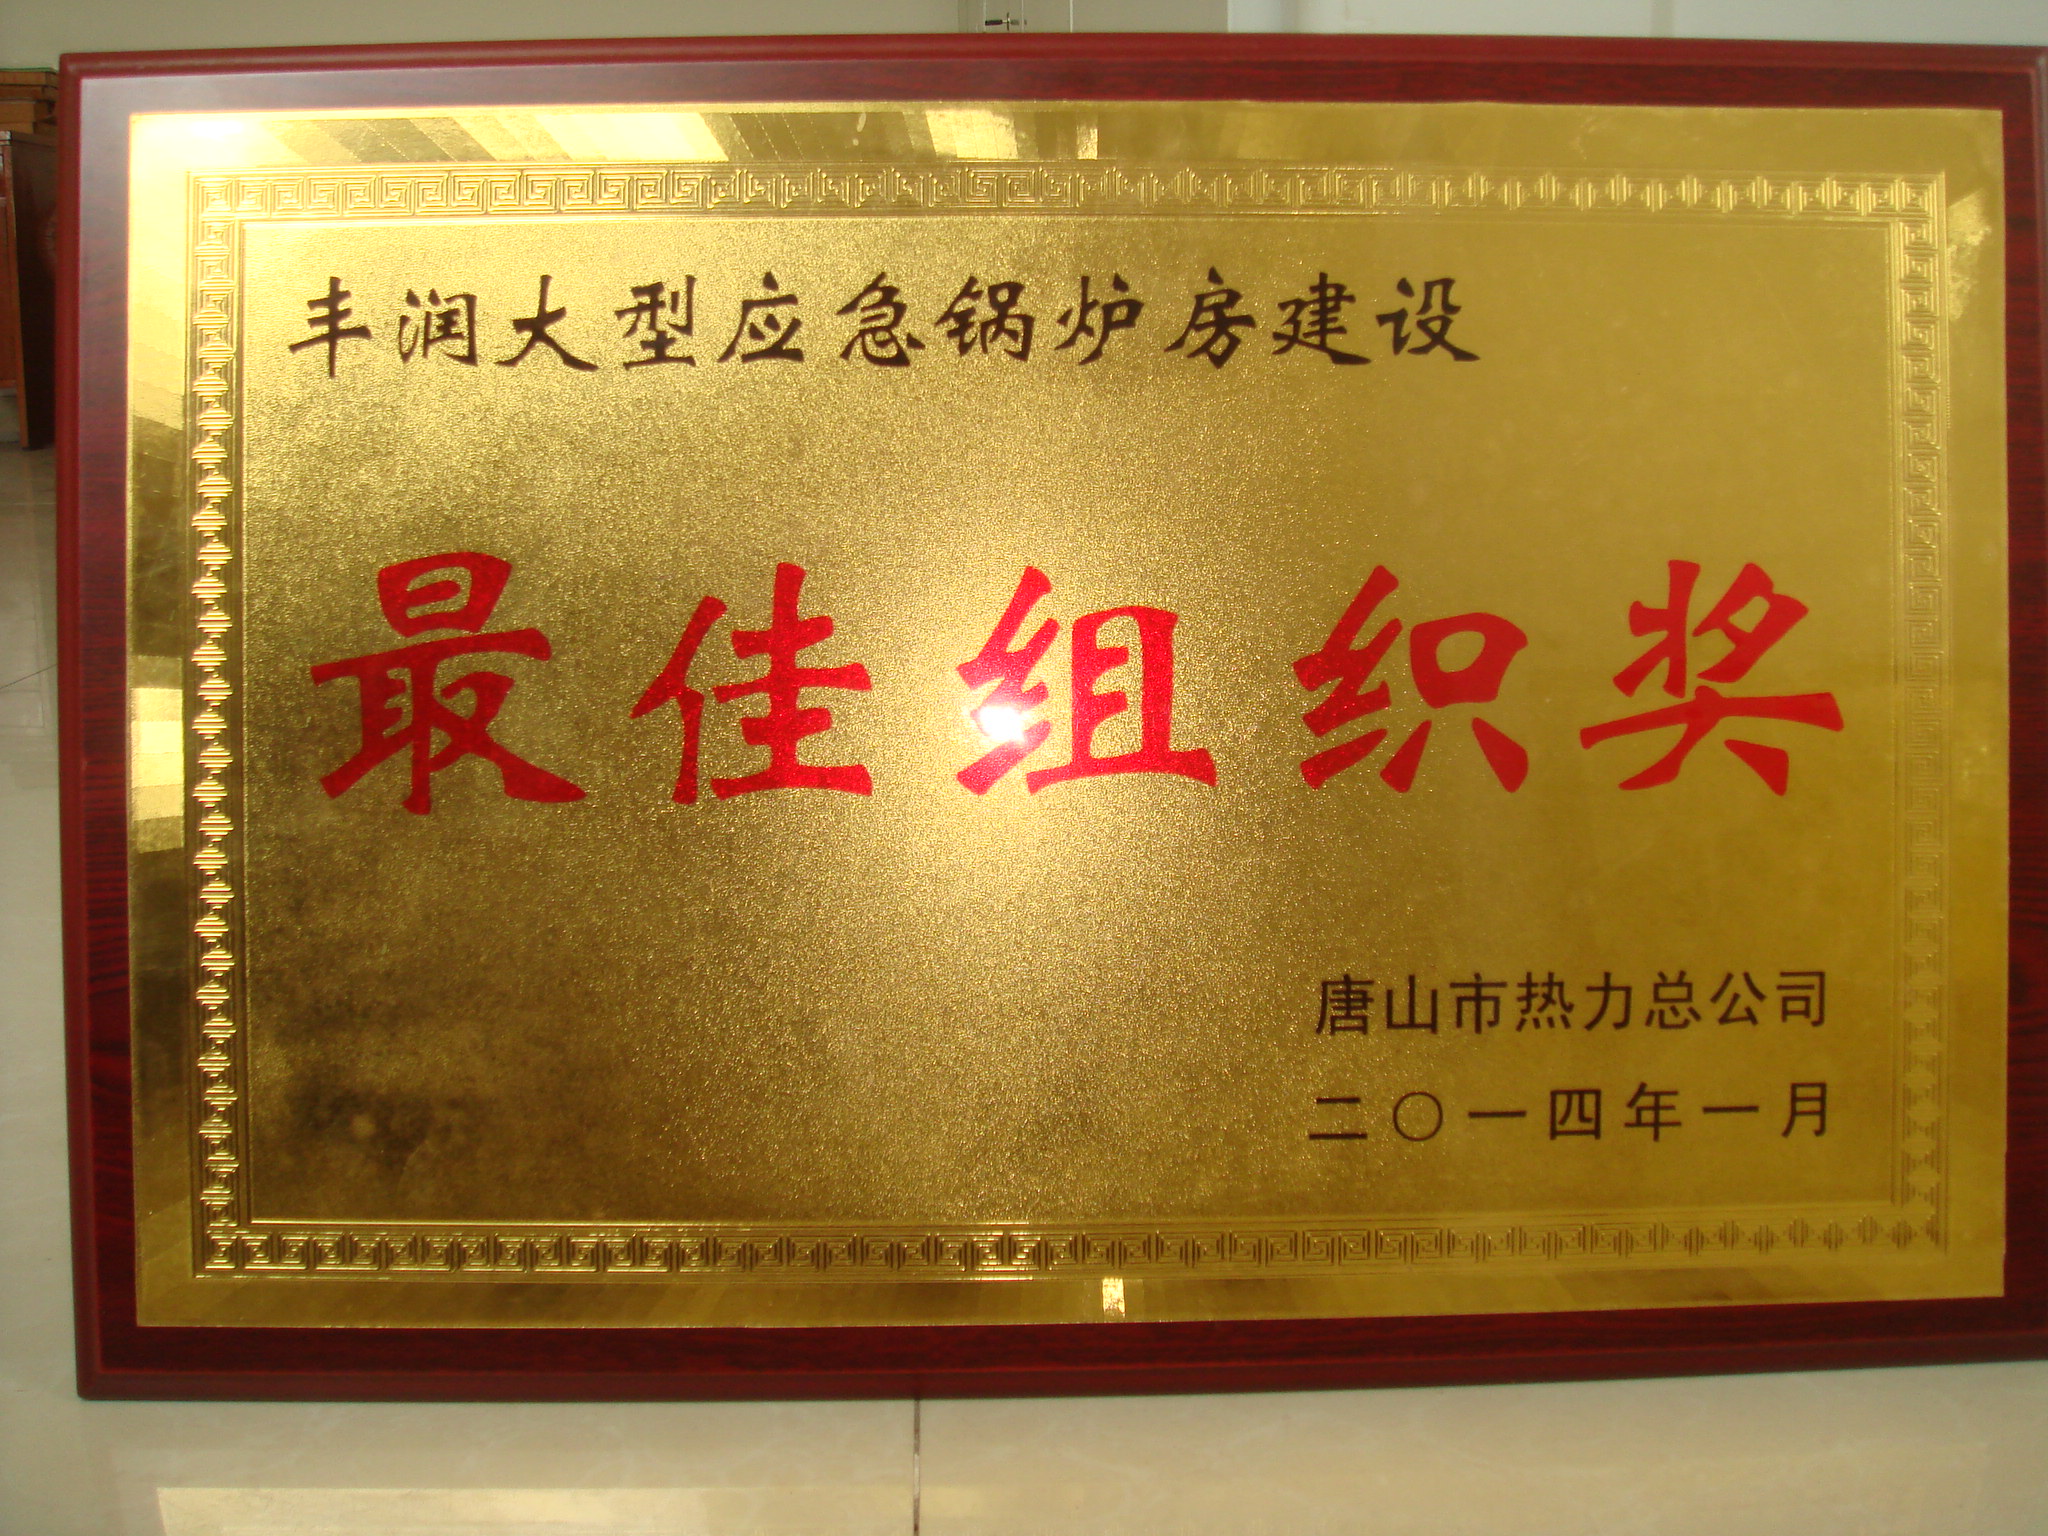 丰润大型应急锅炉房建设
最佳组织奖
唐山市热力总公司
二〇一四年一月